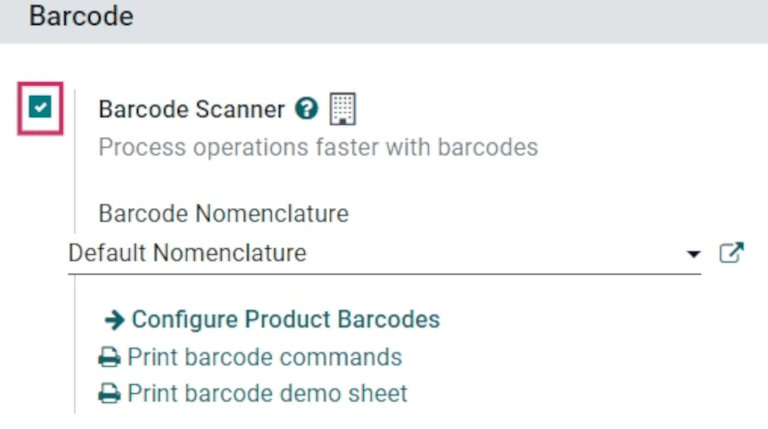 Barcode
Barcode Scanner ?
Process operations faster with barcodes
Barcode Nomenclature
Default Nomenclature
Configure Product Barcodes
Print barcode commands
Print barcode demo sheet